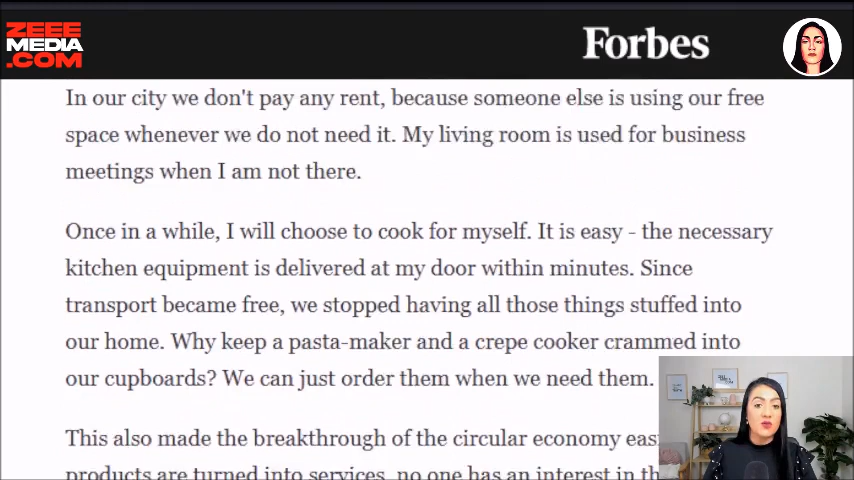 ZEEE
MEDIA
.COM
Forbes
In our city we don't pay any rent, because someone else is using our free
space whenever we do not need it. My living room is used for business
meetings when I am not there.
Once in a while, I will choose to cook for myself. It is easy - the necessary
kitchen equipment is delivered at my door within minutes. Since
transport became free, we stopped having all those things stuffed into
our home. Why keep a pasta-maker and a crepe cooker crammed into
our cupboards? We can just order them when we need them.
This also made the breakthrough of the circular economy
products are turned into services, no one has an interest in